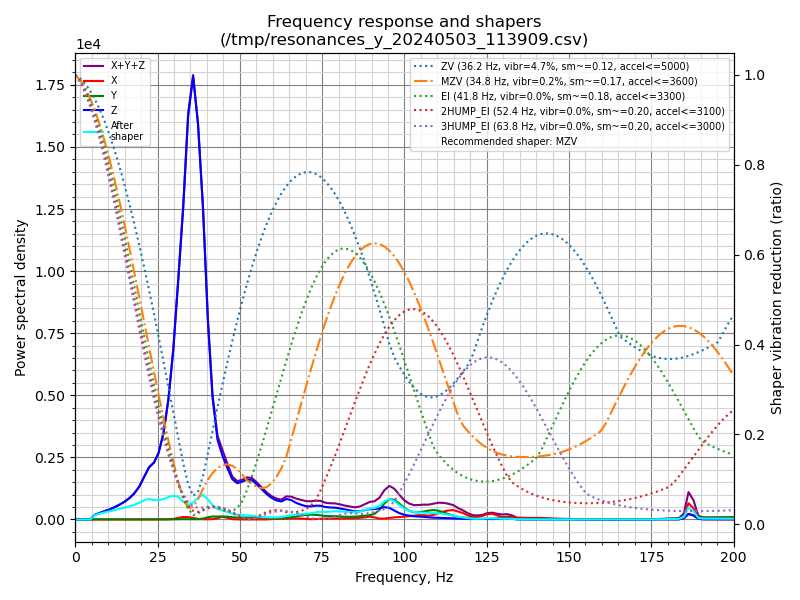 Frequency response and shapers
(/tmp/resonances_y_20240503_113909.csv)
1e4
X+Y+Z
X
Y
Z
After
shaper
ZV (36.2 Hz, vibr=4.7%, sm~=0.12, accel<=5000)
MZV (34.8 Hz, vibr=0.2%, sm~=0.17, accel<=3600)
EI (41.8 Hz, vibr=0.0%, sm~=0.18, accel<=3300)
2HUMP_EI (52.4 Hz, vibr=0.0%, sm~=0.20, accel<=3100)
3HUMP_EI (63.8 Hz, vibr=0.0%, sm~=0.20, accel<=3000)
Recommended shaper: MZV
Power spectral density
1.75
1.50
1.25
1.00
0.75
0.50
0.25
0.00
1.0
0.8
0.6
0.4
0.2
0.0
Shaper vibration reduction (ratio)
0 25 50 75 100 125 150 175 200
Frequency, Hz